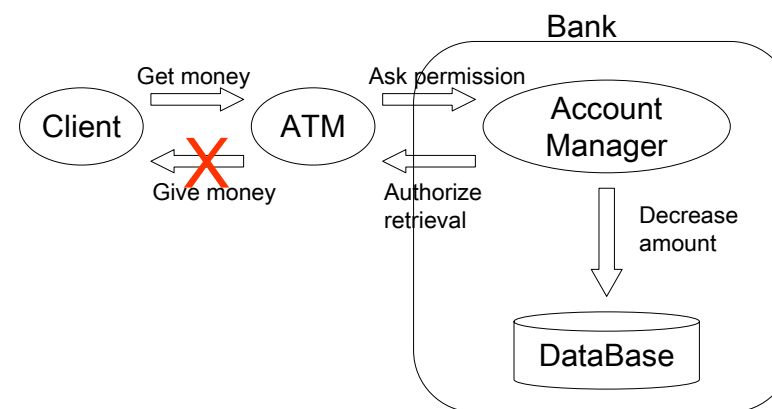 Bank
Get money
Ask permission
Client
ATM
Account
Manager
Give money
Authorize
retrieval
Decrease
amount
DataBase